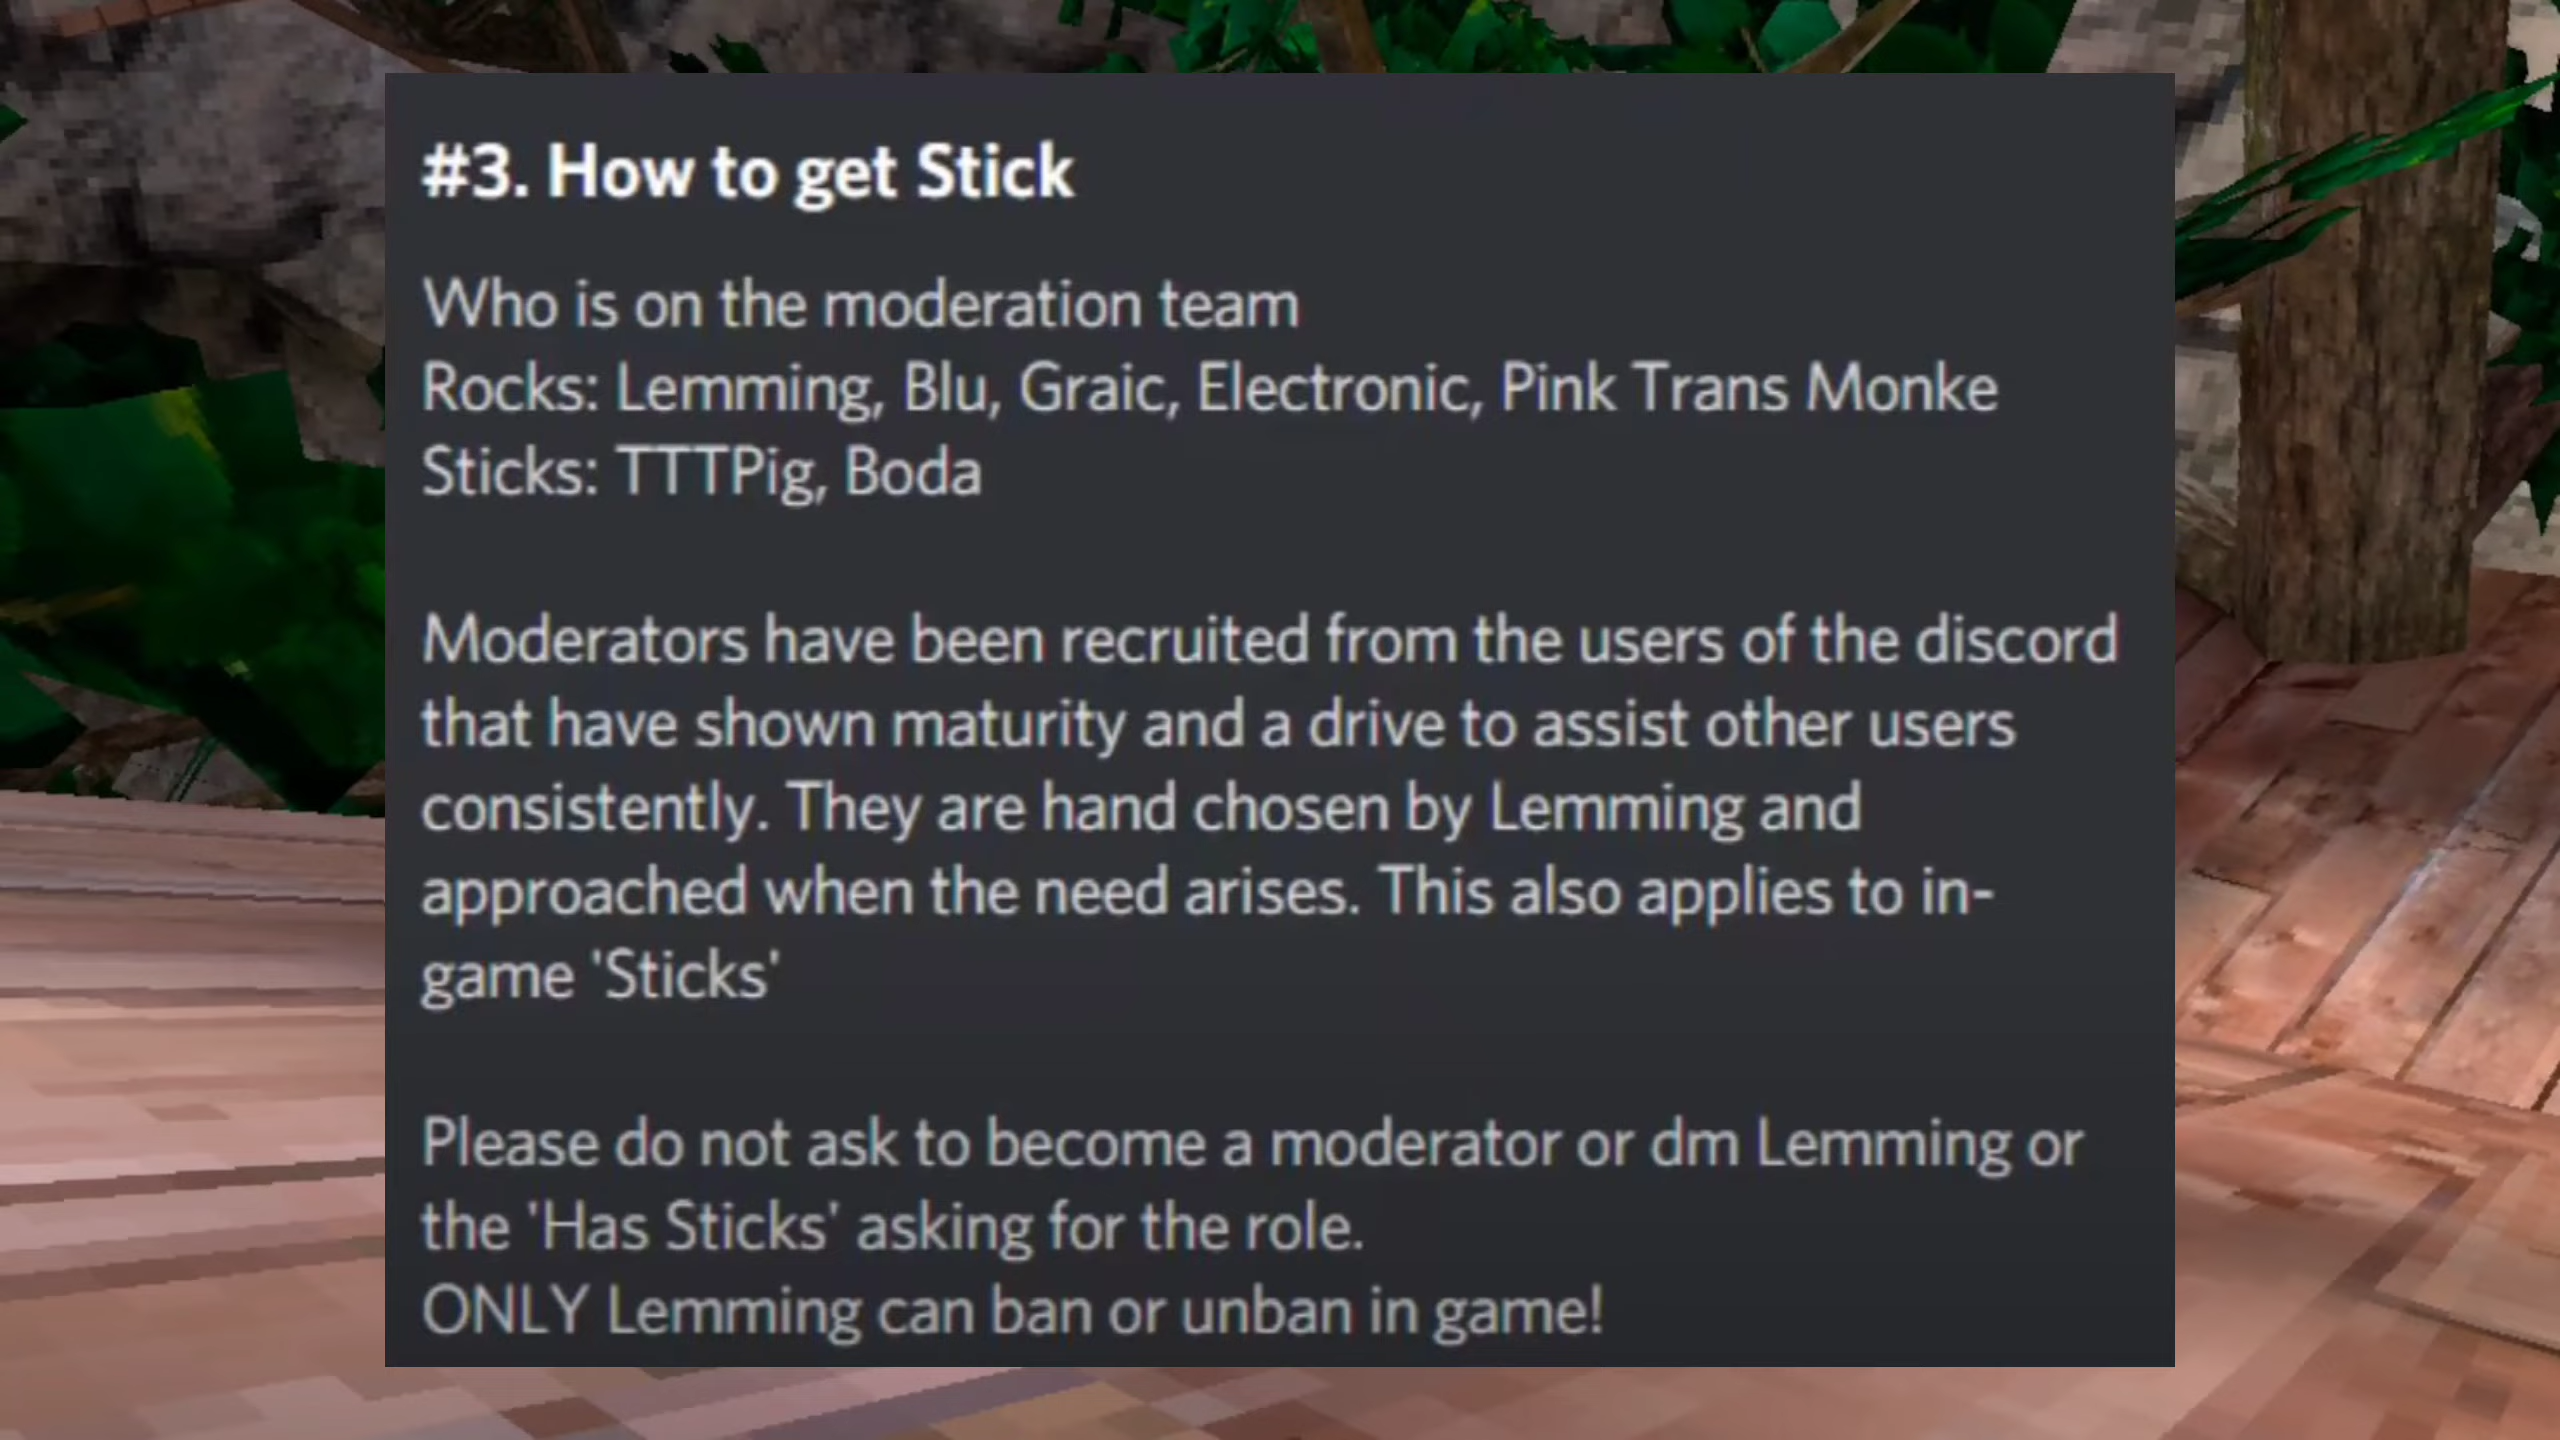 #3. How to get Stick
Who is on the moderation team
Rocks: Lemming, Blu, Graic, Electronic, Pink Trans Monke
Sticks: TTTPig, Boda
Moderators have been recruited from the users of the discord
that have shown maturity and a drive to assist other users
consistently. They are hand chosen by Lemming and
approached when the need arises. This also applies to in-
game 'Sticks'
Please do not ask to become a moderator or dm Lemming or
the 'Has Sticks' asking for the role.
ONLY Lemming can ban or unban in game!